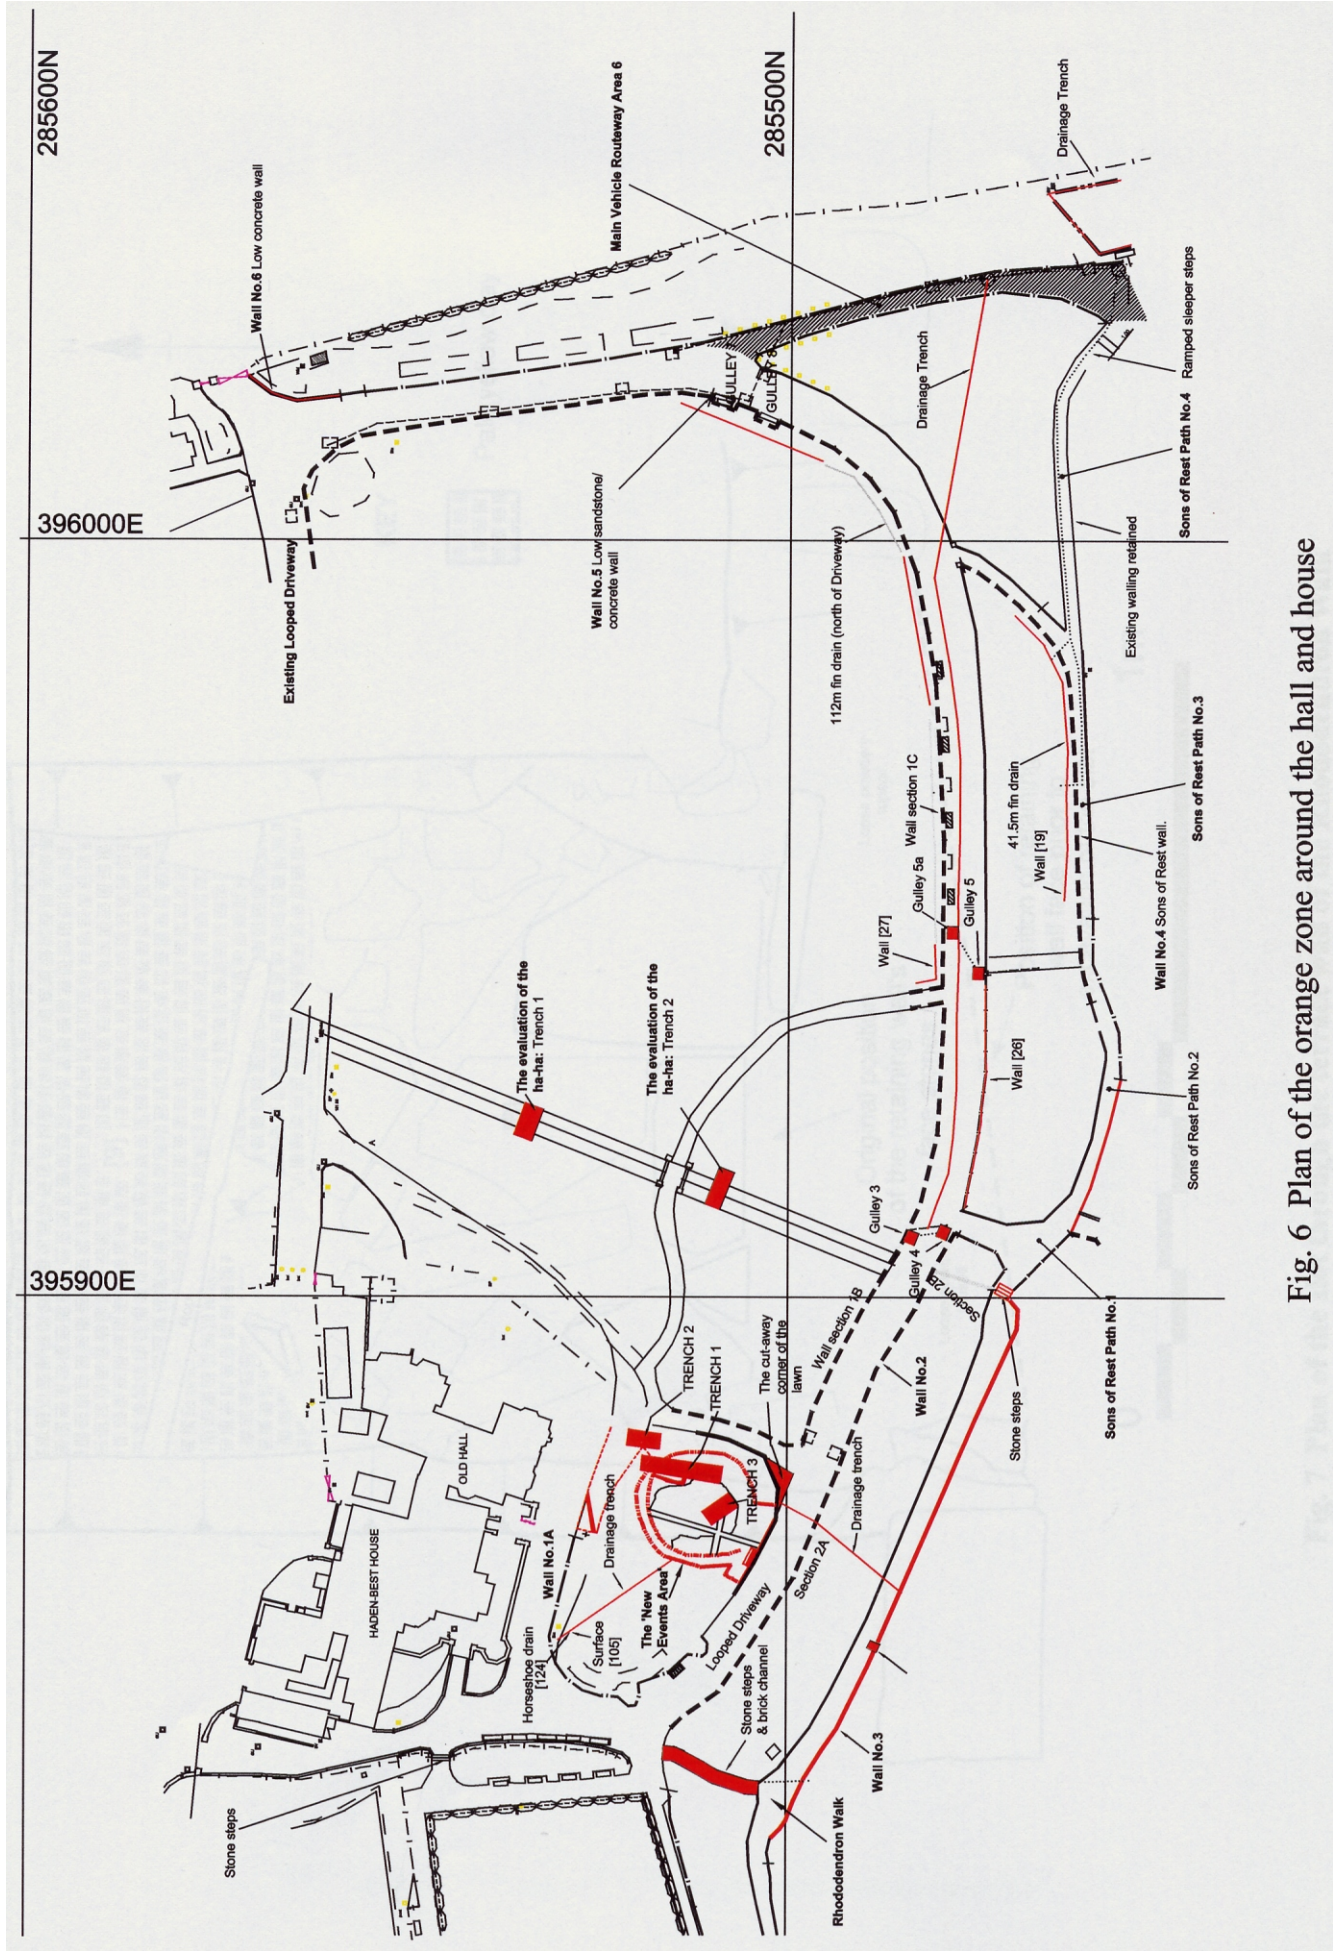 285600N
285500N
396000E
395900E
Wall No.6 Low concrete wall
Main Vehicle Routeway Area 6
Drainage Trench
Existing Looped Driveway
Wall No.5 Low sandstone/
concrete wall
GULLEY
GULLEY 8
Drainage Trench
Ramped sleeper steps
Sons of Rest Path No.4
Existing walling retained
112m fin drain (north of Driveway)
Wall section 1C
Gulley 5a
Gulley 5
41.5m fin drain
Wall [19]
Sons of Rest Path No.3
Wall No.4 Sons of Rest wall.
Wall [27]
Wall [26]
Sons of Rest Path No.2
The evaluation of the
ha-ha: Trench 1
The evaluation of the
ha-ha: Trench 2
Gulley 3
Gulley 4
Section 2B
Wall section 1B
Wall No.2
Sons of Rest Path No.1
Stone steps
The cut-away
corner of the
lawn
TRENCH 2
TRENCH 1
TRENCH 3
OLD HALL
HADEN-BEST HOUSE
Wall No.1A
Drainage trench
Drainage trench
The 'New
Events Area'
Surface
[105]
Horseshoe drain
[124]
Looped Driveway
Section 2A
Stone steps
& brick channel
Wall No.3
Rhododendron Walk
Stone steps
Fig. 6 Plan of the orange zone around the hall and house